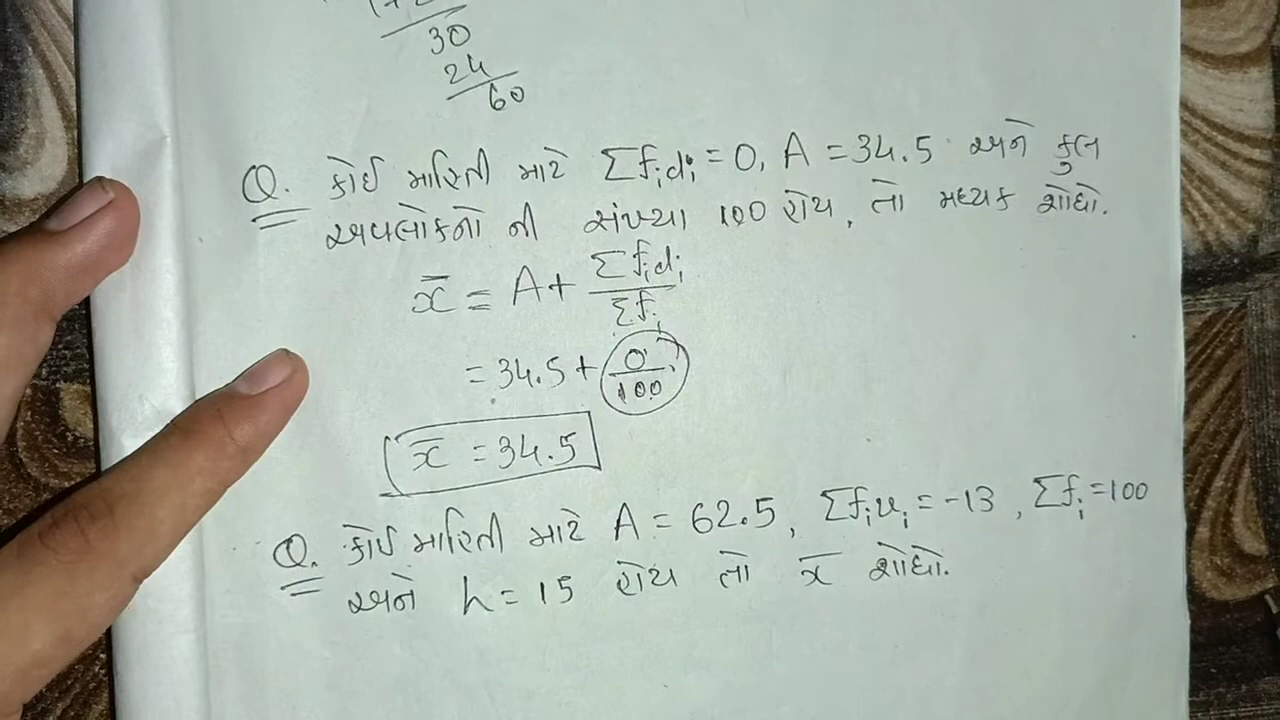 30
24
60
Q. કોઈ માહિતી માટે Σfidi = 0, A = 34.5 અને કુલ
અવલોકનો ની સંખ્યા 100 હોય, તો મધ્યક શોધો.
x̄ = A + Σfidi / Σfi
= 34.5 + 0 / 100
x̄ = 34.5
Q. કોઈ માહિતી માટે A = 62.5, Σfiui = -13, Σfi = 100
અને h = 15 હોય તો x̄ શોધો.